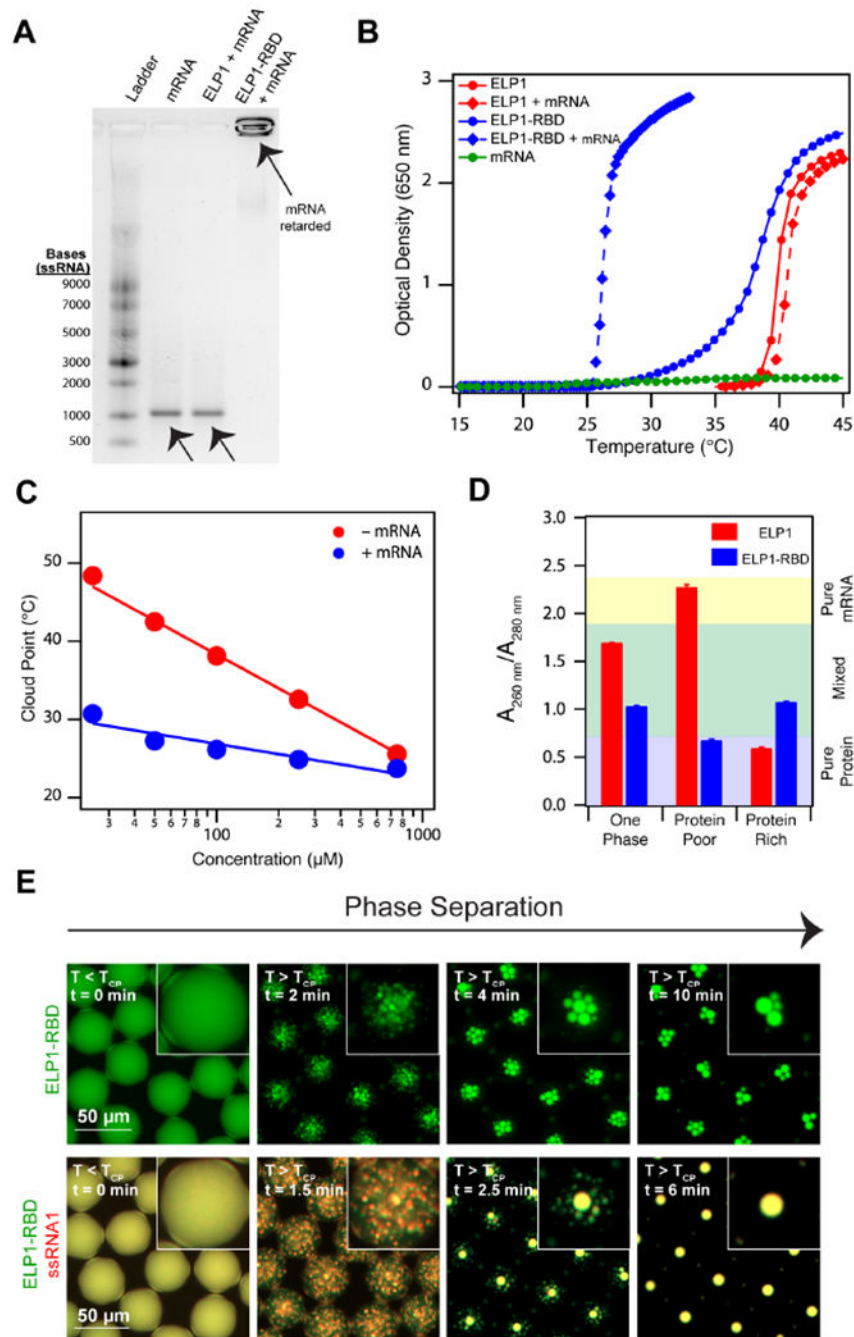 A
Ladder
mRNA
ELP1 + mRNA
ELP1-RBD
+ mRNA
mRNA
retarded
Bases
(ssRNA)
9000
7000
5000
3000
2000
1000
500
B
ELP1
ELP1 + mRNA
ELP1-RBD
ELP1-RBD + mRNA
mRNA
Optical Density (650 nm)
3
2
1
0
15 20 25 30 35 40 45
Temperature (°C)
C
– mRNA
+ mRNA
Cloud Point (°C)
50
40
30
20
3 5 7 8 100 3 5 7 8 1000
Concentration (µM)
D
ELP1
ELP1-RBD
A260 nm/A280 nm
3.0
2.5
2.0
1.5
1.0
0.5
0.0
One
Phase
Protein
Poor
Protein
Rich
Pure
mRNA
Mixed
Pure
Protein
E
Phase Separation
ELP1-RBD
T < TCP
t = 0 min
50 µm
T > TCP
t = 2 min
T > TCP
t = 4 min
T > TCP
t = 10 min
ELP1-RBD
ssRNA1
T < TCP
t = 0 min
50 µm
T > TCP
t = 1.5 min
T > TCP
t = 2.5 min
T > TCP
t = 6 min